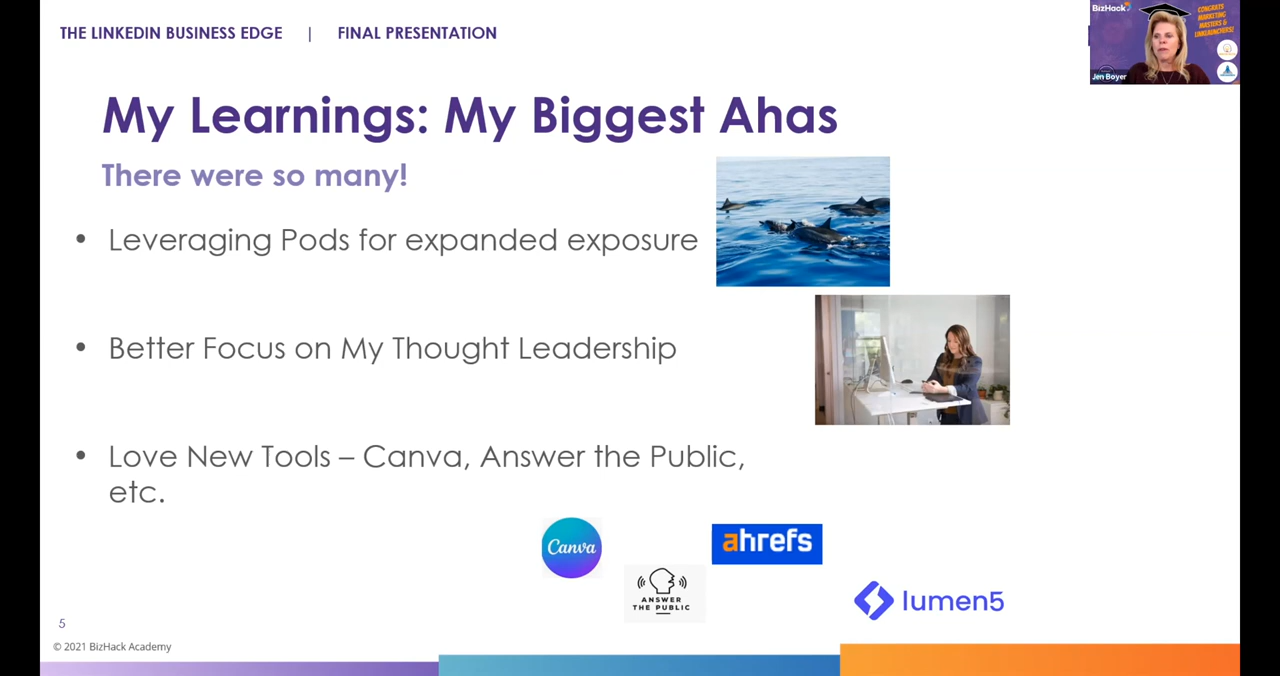 THE LINKEDIN BUSINESS EDGE | FINAL PRESENTATION
BizHack
CONGRATS
MARKETING
MASTERS &
LINKLAUNCHERS!
Jen Boyer
My Learnings: My Biggest Ahas
There were so many!
• Leveraging Pods for expanded exposure
• Better Focus on My Thought Leadership
• Love New Tools – Canva, Answer the Public,
etc.
Canva
ahrefs
ANSWER
THE PUBLIC
lumen5
5
© 2021 BizHack Academy